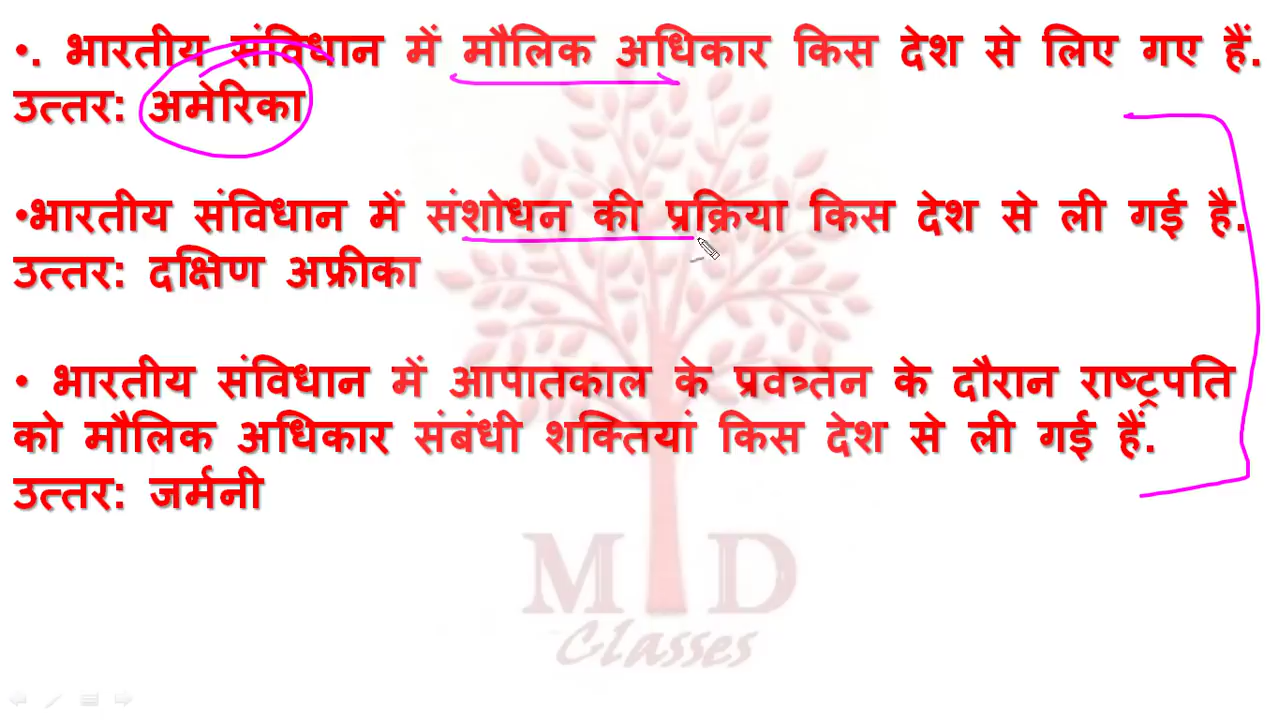 •. भारतीय संविधान में मौलिक अधिकार किस देश से लिए गए हैं.
उत्तर: अमेरिका
•भारतीय संविधान में संशोधन की प्रक्रिया किस देश से ली गई है.
उत्तर: दक्षिण अफ्रीका
• भारतीय संविधान में आपातकाल के प्रवत्र्तन के दौरान राष्ट्रपति
को मौलिक अधिकार संबंधी शक्तियां किस देश से ली गई हैं.
उत्तर: जर्मनी
M D
Classes